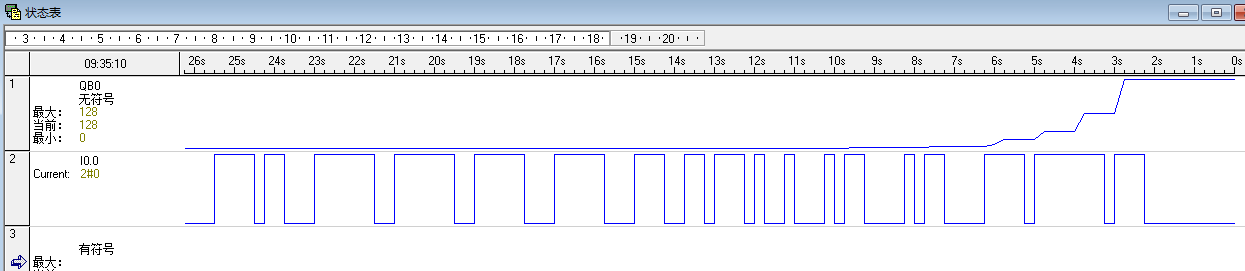 状态表
3 4 5 6 7 8 9 10 11 12 13 14 15 16 17 18 19 20
09:35:10 26s 25s 24s 23s 22s 21s 20s 19s 18s 17s 16s 15s 14s 13s 12s 11s 10s 9s 8s 7s 6s 5s 4s 3s 2s 1s 0s
1 QB0
无符号
最大: 128
当前: 128
最小: 0
2 I0.0
Current: 2#0
3
有符号
最大: